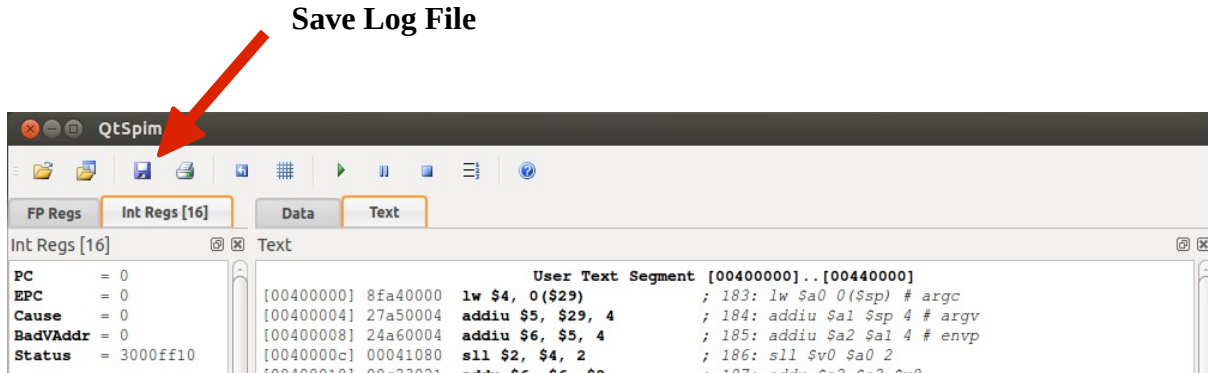 Save Log File
QtSpim
FP Regs Int Regs [16] Data Text
Int Regs [16] Text
PC = 0
EPC = 0
Cause = 0
BadVAddr = 0
Status = 3000ff10
User Text Segment [00400000]..[00440000]
[00400000] 8fa40000 lw $4, 0($29) ; 183: lw $a0 0($sp) # argc
[00400004] 27a50004 addiu $5, $29, 4 ; 184: addiu $a1 $sp 4 # argv
[00400008] 24a60004 addiu $6, $5, 4 ; 185: addiu $a2 $a1 4 # envp
[0040000c] 00041080 sll $2, $4, 2 ; 186: sll $v0 $a0 2